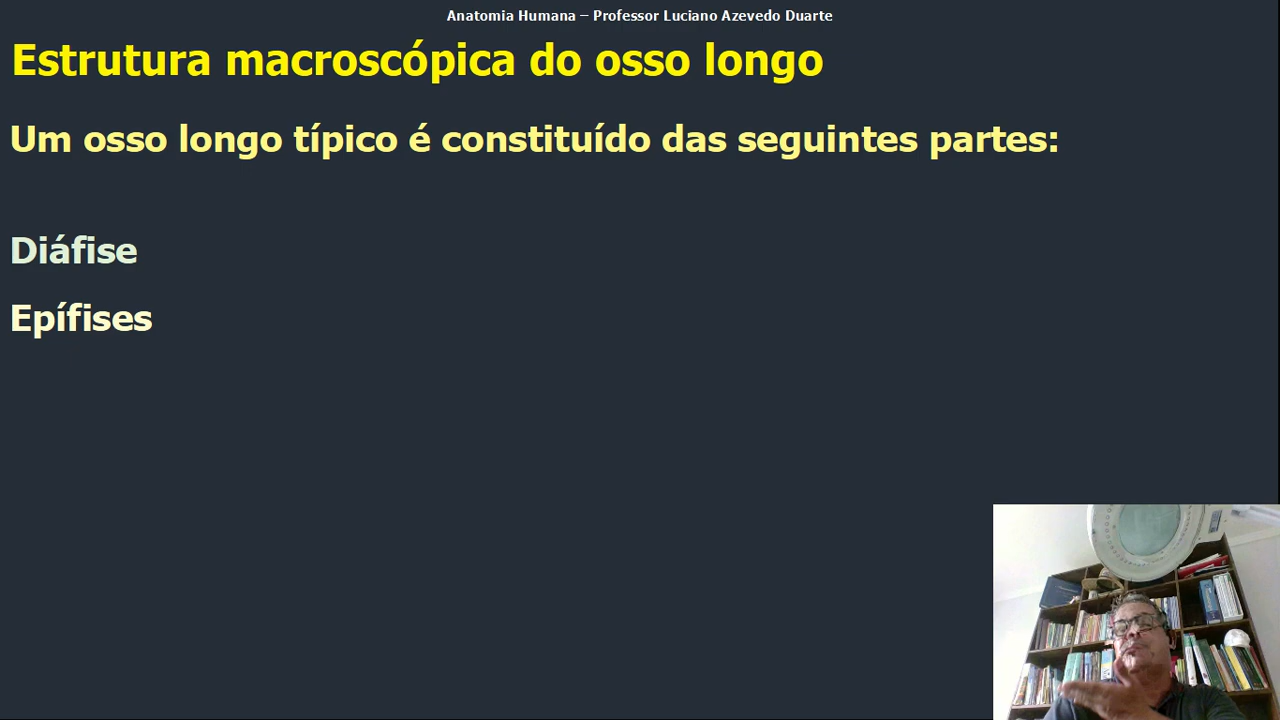 Anatomia Humana – Professor Luciano Azevedo Duarte
Estrutura macroscópica do osso longo
Um osso longo típico é constituído das seguintes partes:
Diáfise
Epífises